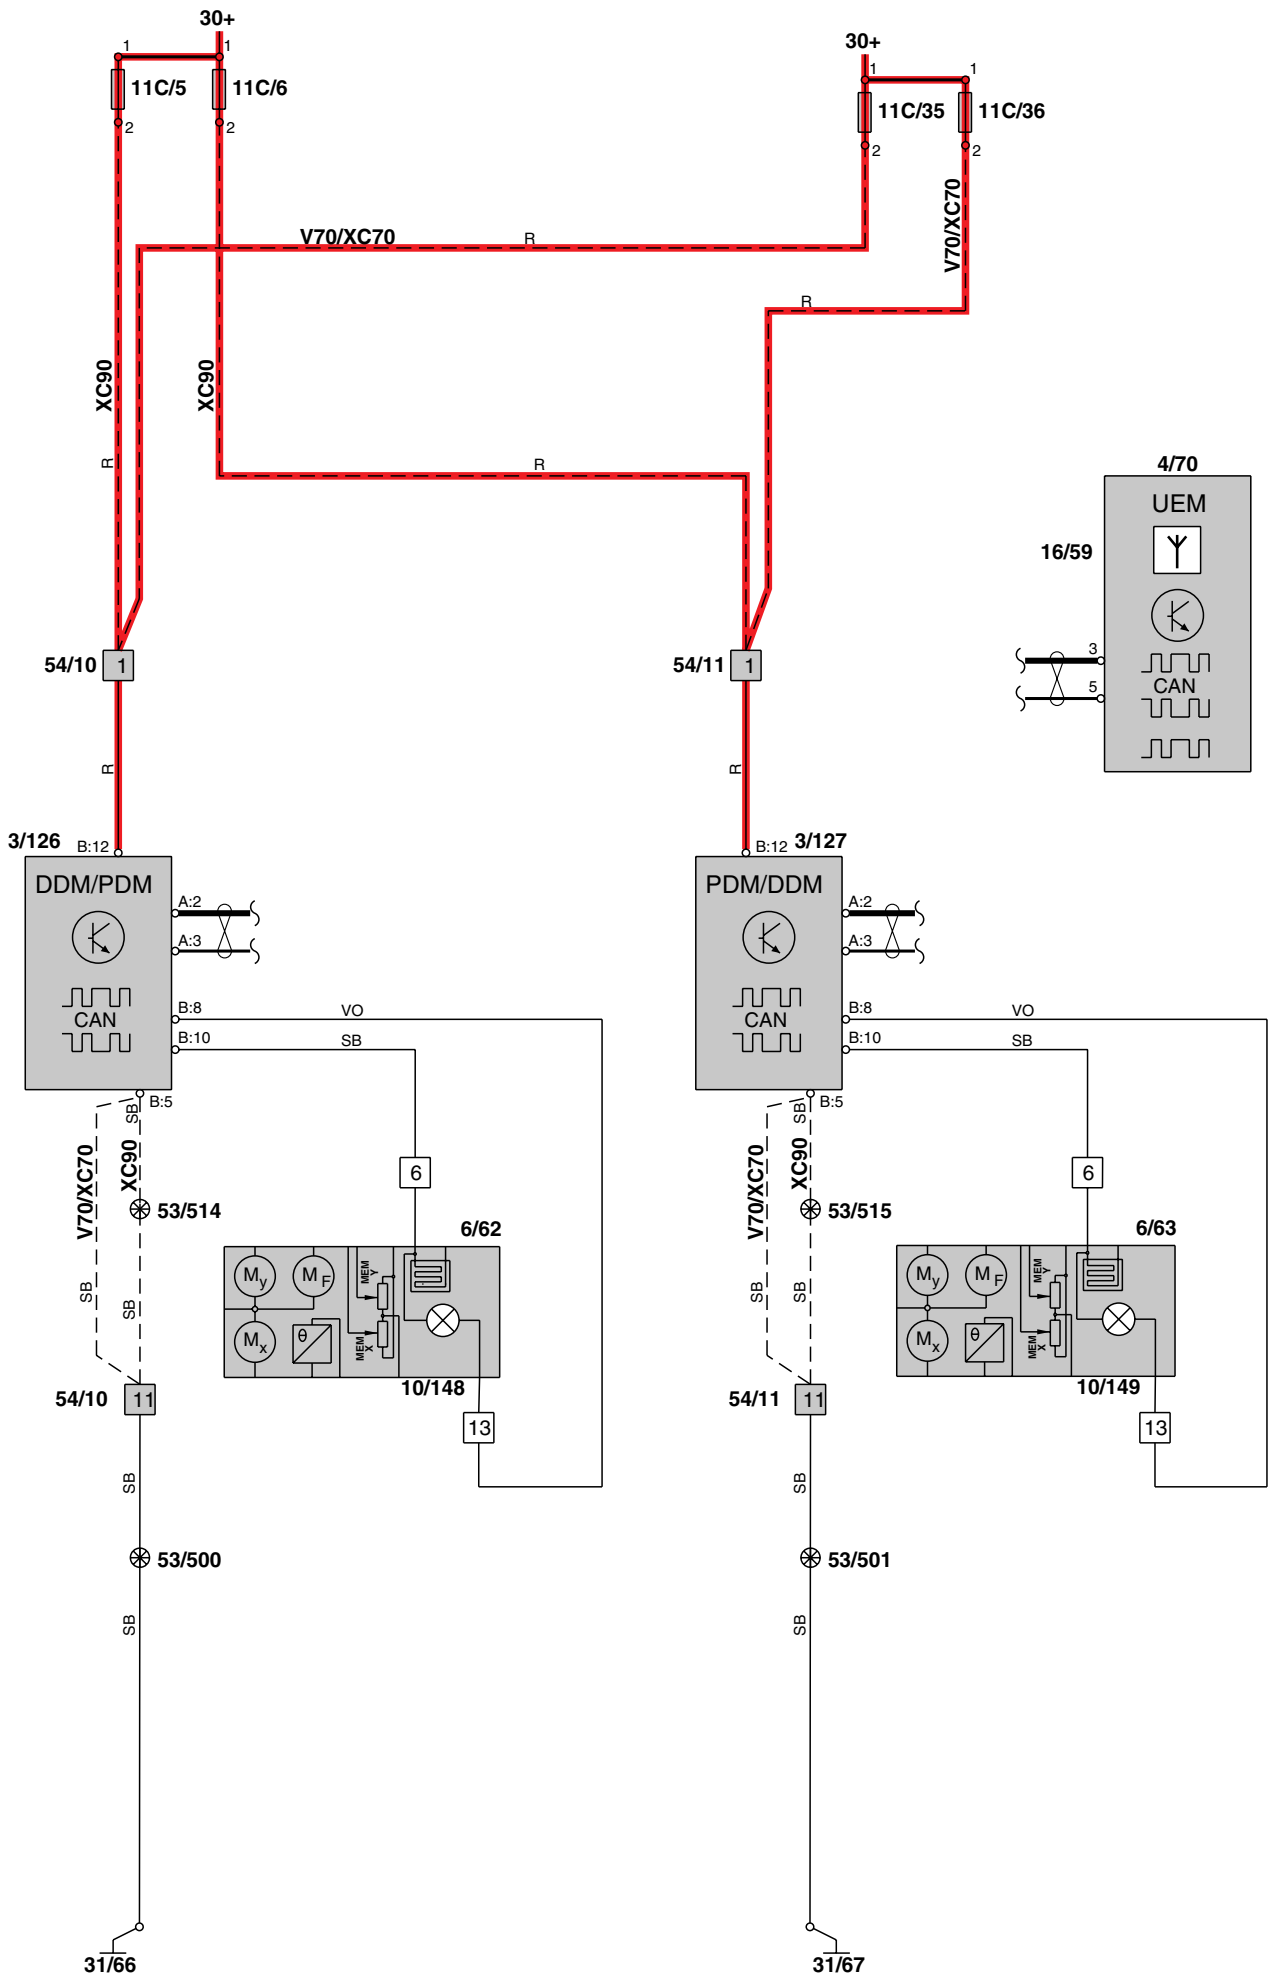 30+
30+
1
1
1
1
11C/5
11C/6
11C/35
11C/36
2
2
2
2
V70/XC70
R
V70/XC70
R
XC90
XC90
R
R
4/70
UEM
16/59
3
5
CAN
54/10
1
54/11
1
R
R
3/126
B:12
B:12
3/127
DDM/PDM
A:2
A:3
CAN
B:8
VO
B:10
SB
PDM/DDM
A:2
A:3
CAN
B:8
VO
B:10
SB
B:5
SB
V70/XC70
XC90
6
53/514
6/62
SB
SB
My
MF
Mx
θ
MEM Y
MEM X
10/148
54/10
11
13
SB
53/500
SB
31/66
B:5
SB
V70/XC70
XC90
6
53/515
6/63
SB
SB
My
MF
Mx
θ
MEM Y
MEM X
10/149
54/11
11
13
SB
53/501
SB
31/67